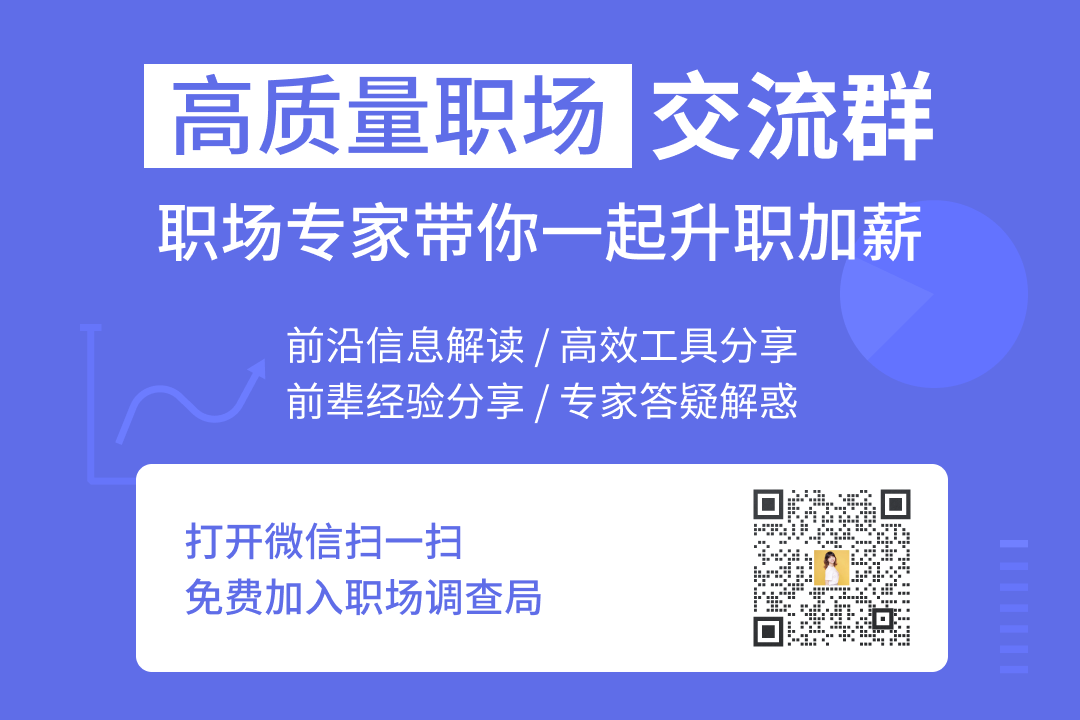 高质量职场 交流群
职场专家带你一起升职加薪
前沿信息解读 / 高效工具分享
前辈经验分享 / 专家答疑解惑
打开微信扫一扫
免费加入职场调查局